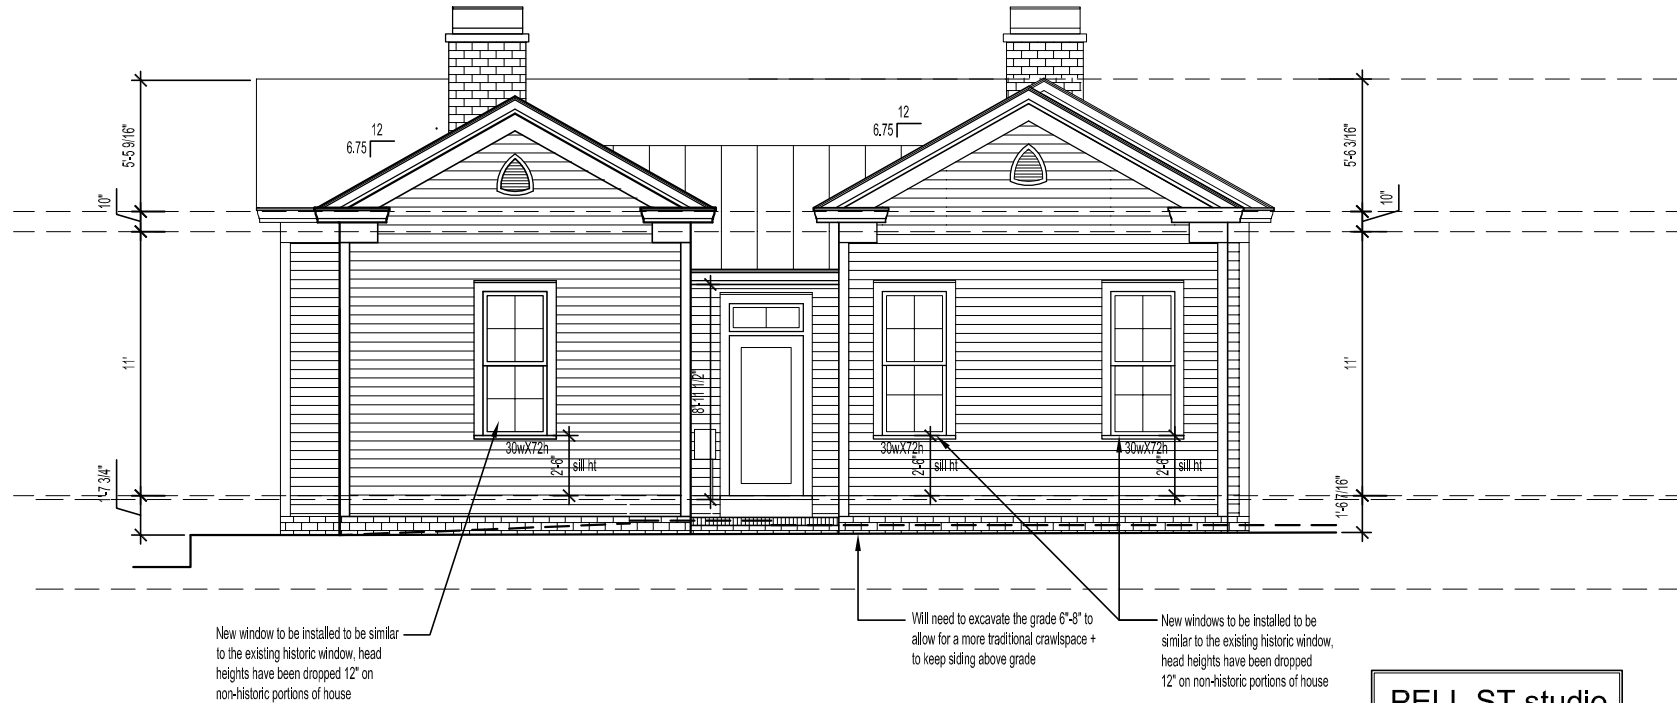 12
6.75
12
6.75
5'-5 9/16"
10"
11'
1'-7 3/4"
5'-6 3/16"
10"
11'
1'-6 7/16"
8'-11 1/2"
30wX72h
2'-6"
sill ht
30wX72h
2'-6"
sill ht
30wX72h
2'-6"
sill ht
New window to be installed to be similar
to the existing historic window, head
heights have been dropped 12" on
non-historic portions of house
Will need to excavate the grade 6"-8" to
allow for a more traditional crawlspace +
to keep siding above grade
New windows to be installed to be
similar to the existing historic window,
head heights have been dropped
12" on non-historic portions of house
ST studio